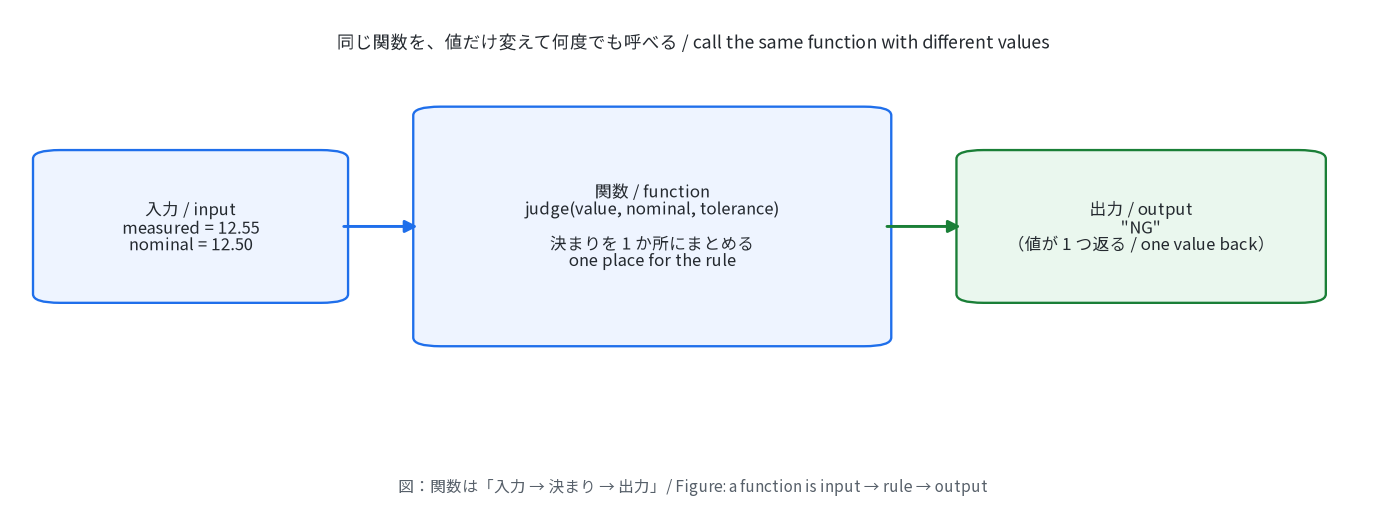 同じ関数を、値だけ変えて何度でも呼べる / call the same function with different values
入力 / input
measured = 12.55
nominal = 12.50
関数 / function
judge(value, nominal, tolerance)
決まりを 1 か所にまとめる
one place for the rule
出力 / output
"NG"
（値が 1 つ返る / one value back）
図：関数は「入力 → 決まり → 出力」/ Figure: a function is input → rule → output